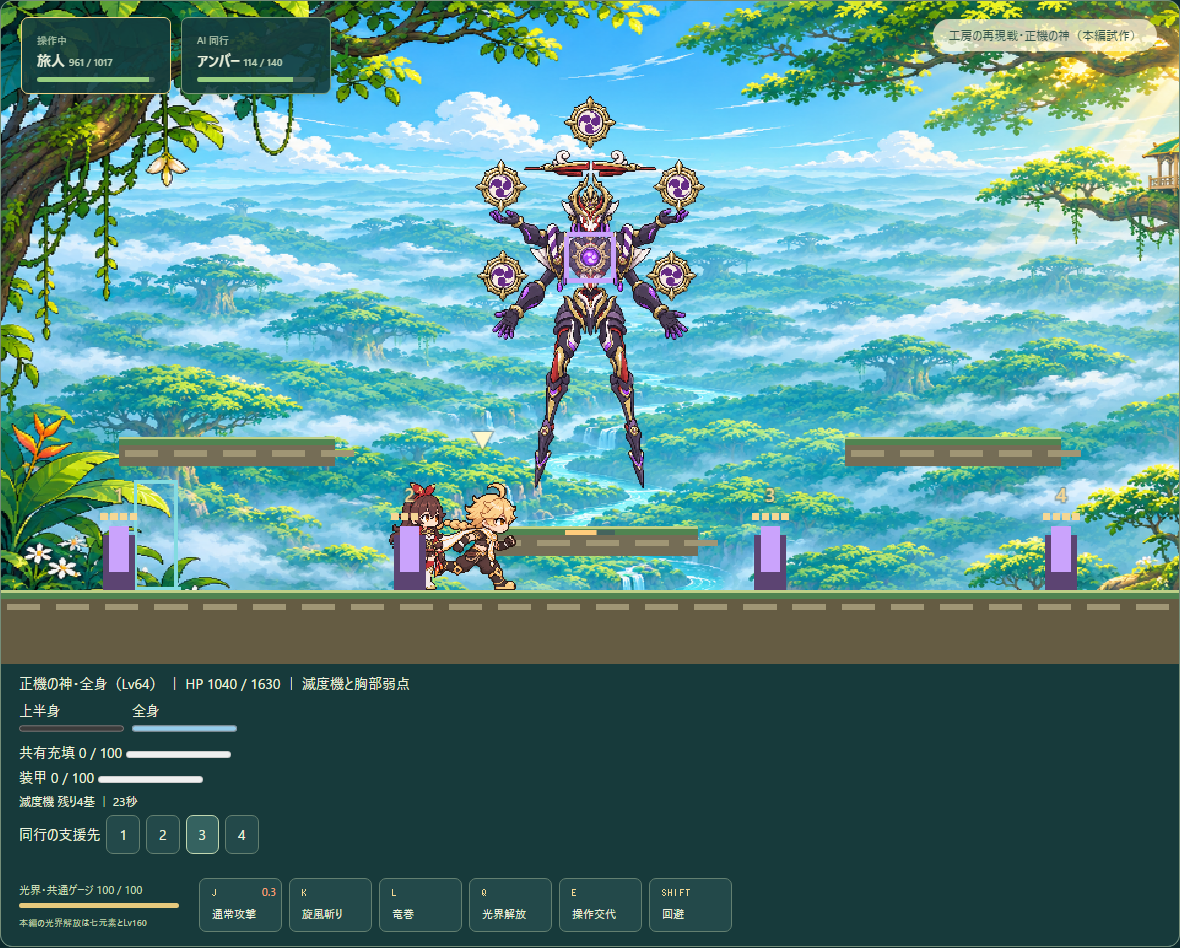 操作中
旅人 961 / 1017
AI 同行
アンバー 114 / 140
工房の再現戦・正機の神（本編試作）
3
4
正機の神・全身（Lv64） ｜ HP 1040 / 1630 ｜ 滅度機と胸部弱点
上半身 全身
共有充填 0 / 100
装甲 0 / 100
滅度機 残り4基 ｜ 23秒
同行の支援先 1 2 3 4
光界・共通ゲージ 100 / 100
本編の光界解放は七元素とLv160
J 0.3
通常攻撃
K
旋風斬り
L
竜巻
Q
光界解放
E
操作交代
SHIFT
回避